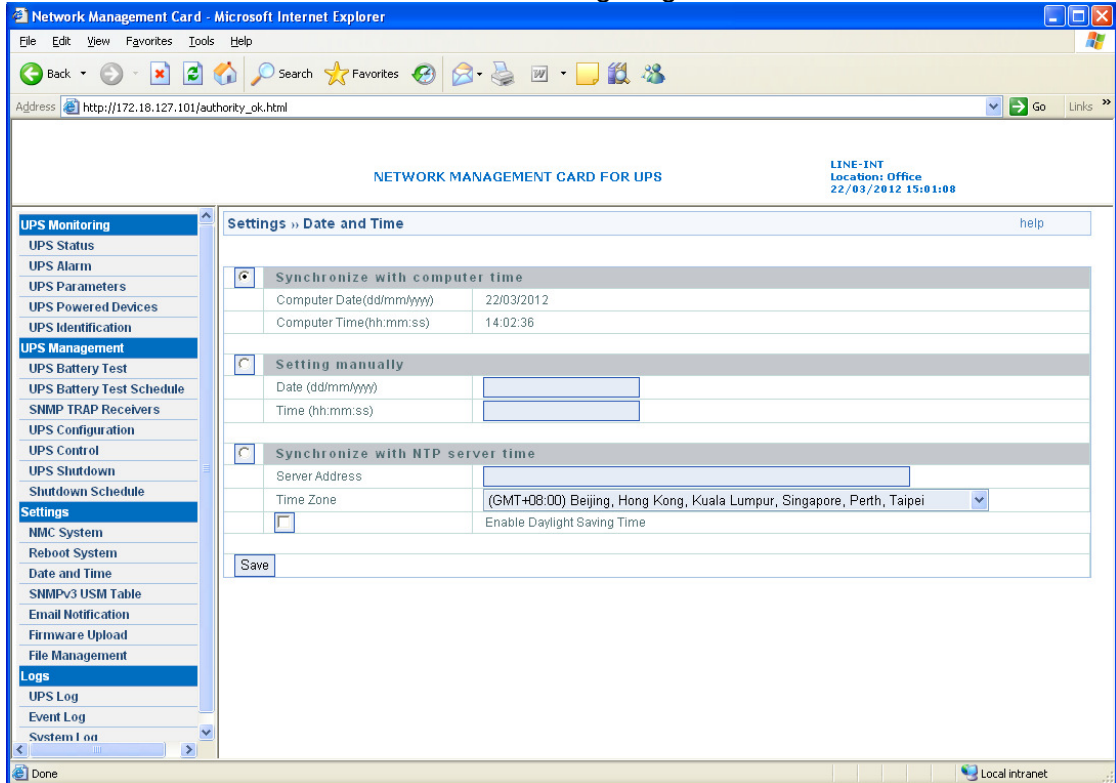 Network Management Card - Microsoft Internet Explorer
File Edit View Favorites Tools Help
Back Search Favorites
Address http://172.18.127.101/authority_ok.html Go Links »
NETWORK MANAGEMENT CARD FOR UPS
LINE-INT
Location: Office
22/03/2012 15:01:08
UPS Monitoring
UPS Status
UPS Alarm
UPS Parameters
UPS Powered Devices
UPS Identification
UPS Management
UPS Battery Test
UPS Battery Test Schedule
SNMP TRAP Receivers
UPS Configuration
UPS Control
UPS Shutdown
Shutdown Schedule
Settings
NMC System
Reboot System
Date and Time
SNMPv3 USM Table
Email Notification
Firmware Upload
File Management
Logs
UPS Log
Event Log
System Log
Settings » Date and Time help
Synchronize with computer time
Computer Date(dd/mm/yyyy) 22/03/2012
Computer Time(hh:mm:ss) 14:02:36
Setting manually
Date (dd/mm/yyyy)
Time (hh:mm:ss)
Synchronize with NTP server time
Server Address
Time Zone (GMT+08:00) Beijing, Hong Kong, Kuala Lumpur, Singapore, Perth, Taipei
Enable Daylight Saving Time
Save
Done Local intranet